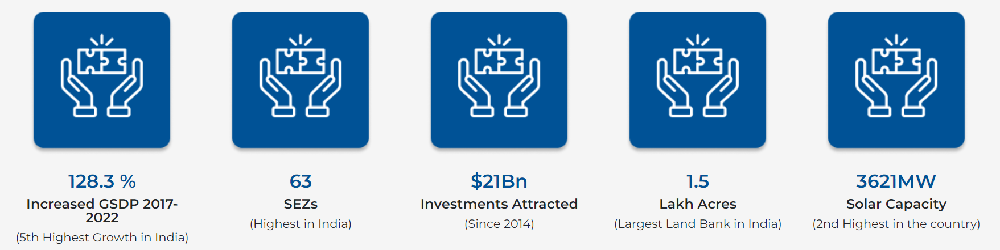 128.3 %
Increased GSDP 2017-
2022
(5th Highest Growth in India)
63
SEZs
(Highest in India)
$21Bn
Investments Attracted
(Since 2014)
1.5
Lakh Acres
(Largest Land Bank in India)
3621MW
Solar Capacity
(2nd Highest in the country)